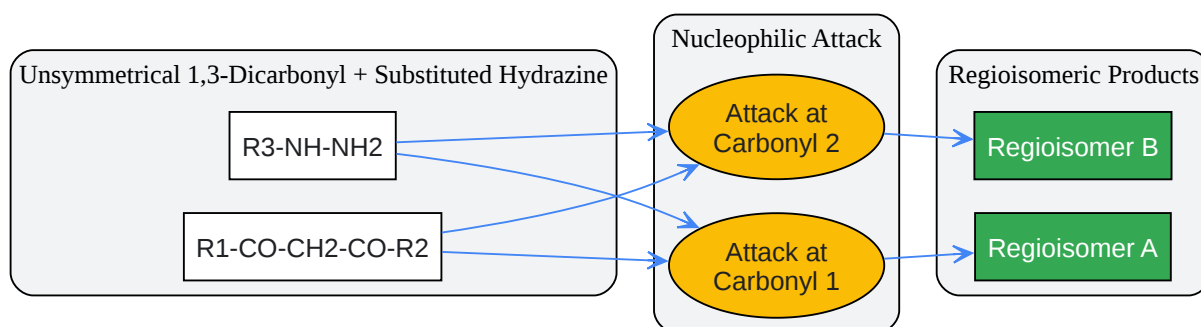 Unsymmetrical 1,3-Dicarbonyl + Substituted Hydrazine
R3-NH-NH2
R1-CO-CH2-CO-R2
Nucleophilic Attack
Attack at
Carbonyl 2
Attack at
Carbonyl 1
Regioisomeric Products
Regioisomer B
Regioisomer A